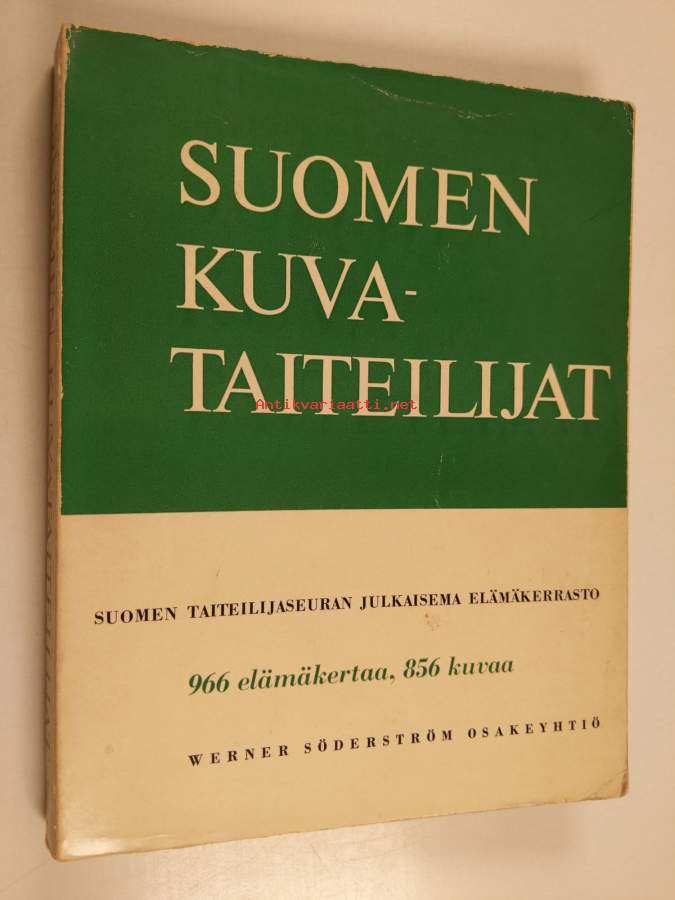 SUOMEN
KUVA-
TAITEILIJAT
Antikvariaatti.net
SUOMEN TAITEILIJASEURAN JULKAISEMA ELÄMÄKERRASTO
966 elämäkertaa, 856 kuvaa
WERNER SÖDERSTRÖM OSAKEYHTIÖ